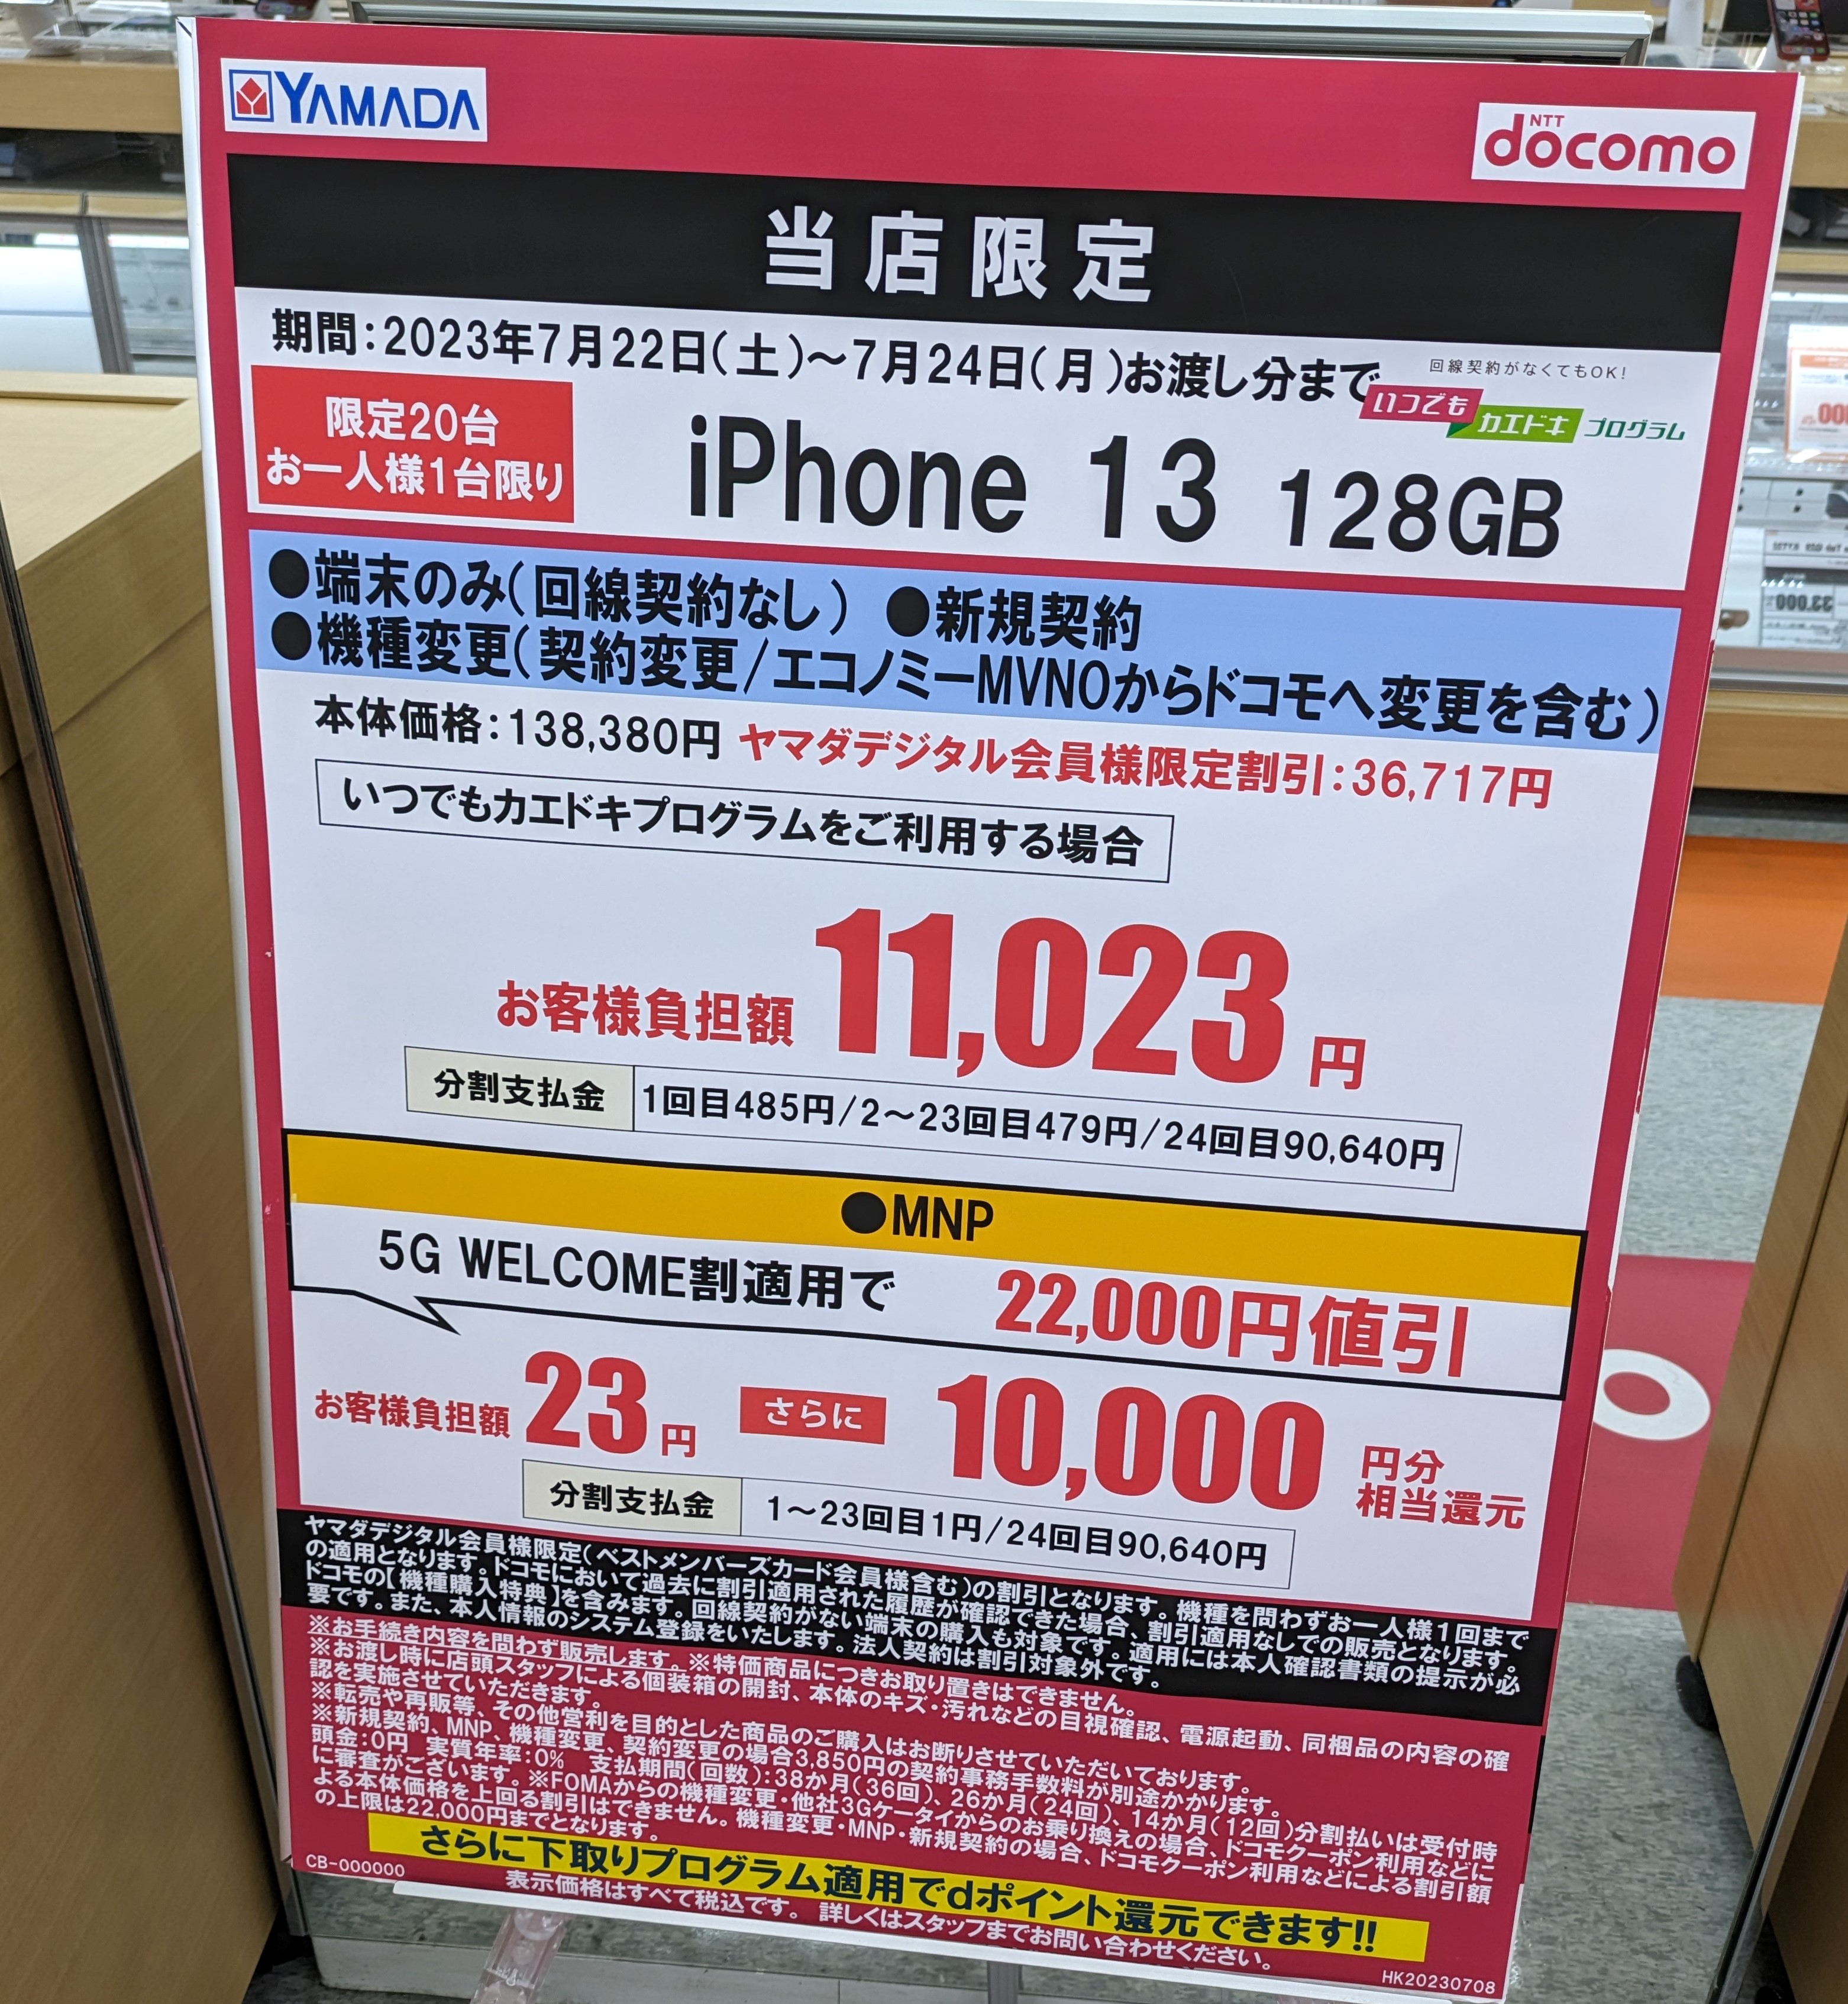 YAMADA
NTT docomo
当店限定
期間：2023年7月22日（土）～7月24日（月）お渡し分まで
回線契約がなくてもOK！
いつでもカエドキプログラム
限定20台
お一人様1台限り
iPhone 13 128GB
●端末のみ（回線契約なし） ●新規契約
●機種変更（契約変更/エコノミーMVNOからドコモへ変更を含む）
本体価格：138,380円 ヤマダデジタル会員様限定割引：36,717円
いつでもカエドキプログラムをご利用する場合
お客様負担額 11,023円
分割支払金 1回目485円/2～23回目479円/24回目90,640円
●MNP
5G WELCOME割適用で 22,000円値引
お客様負担額 23円 さらに 10,000円分相当還元
分割支払金 1～23回目1円/24回目90,640円
ヤマダデジタル会員様限定（ベストメンバーズカード会員様含む）の割引となります。機種を問わずお一人様1回まで
の適用となります。ドコモにおいて過去に割引適用された履歴が確認できた場合、割引適用なしでの販売となります。
ドコモの【機種購入特典】を含みます。回線契約がない端末の購入も対象です。適用には本人確認書類の提示が必
要です。また、本人情報のシステム登録をいたします。法人契約は割引対象外です。
※お手続き内容を問わず販売します。※特価商品につきお取り置きはできません。
※お渡し時に店頭スタッフによる個装箱の開封、本体のキズ・汚れなどの目視確認、電源起動、同梱品の内容の確
認を実施させていただきます。
※転売や再販等、その他営利を目的とした商品のご購入はお断りさせていただいております。
※新規契約、MNP、機種変更、契約変更の場合3,850円の契約事務手数料が別途かかります。
頭金：0円 実質年率：0% 支払期間（回数）：38か月（36回）、26か月（24回）、14か月（12回）分割払いは受付時
に審査がございます。※FOMAからの機種変更・他社3Gケータイからのお乗り換えの場合、ドコモクーポン利用などに
よる本体価格を上回る割引はできません。機種変更・MNP・新規契約の場合、ドコモクーポン利用などによる割引額
の上限は22,000円までとなります。
さらに下取りプログラム適用でdポイント還元できます!!
CB-000000
表示価格はすべて税込です。 詳しくはスタッフまでお問い合わせください。
HK20230708